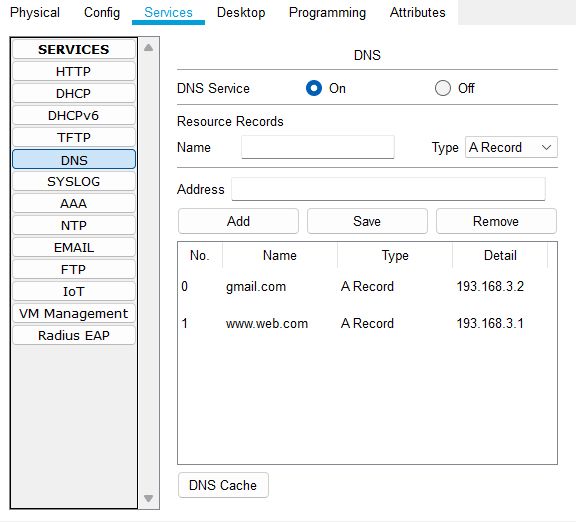 Physical Config Services Desktop Programming Attributes
SERVICES
HTTP
DHCP
DHCPv6
TFTP
DNS
SYSLOG
AAA
NTP
EMAIL
FTP
IoT
VM Management
Radius EAP
DNS
DNS Service On Off
Resource Records
Name Type A Record
Address
Add Save Remove
No. Name Type Detail
0 gmail.com A Record 193.168.3.2
1 www.web.com A Record 193.168.3.1
DNS Cache